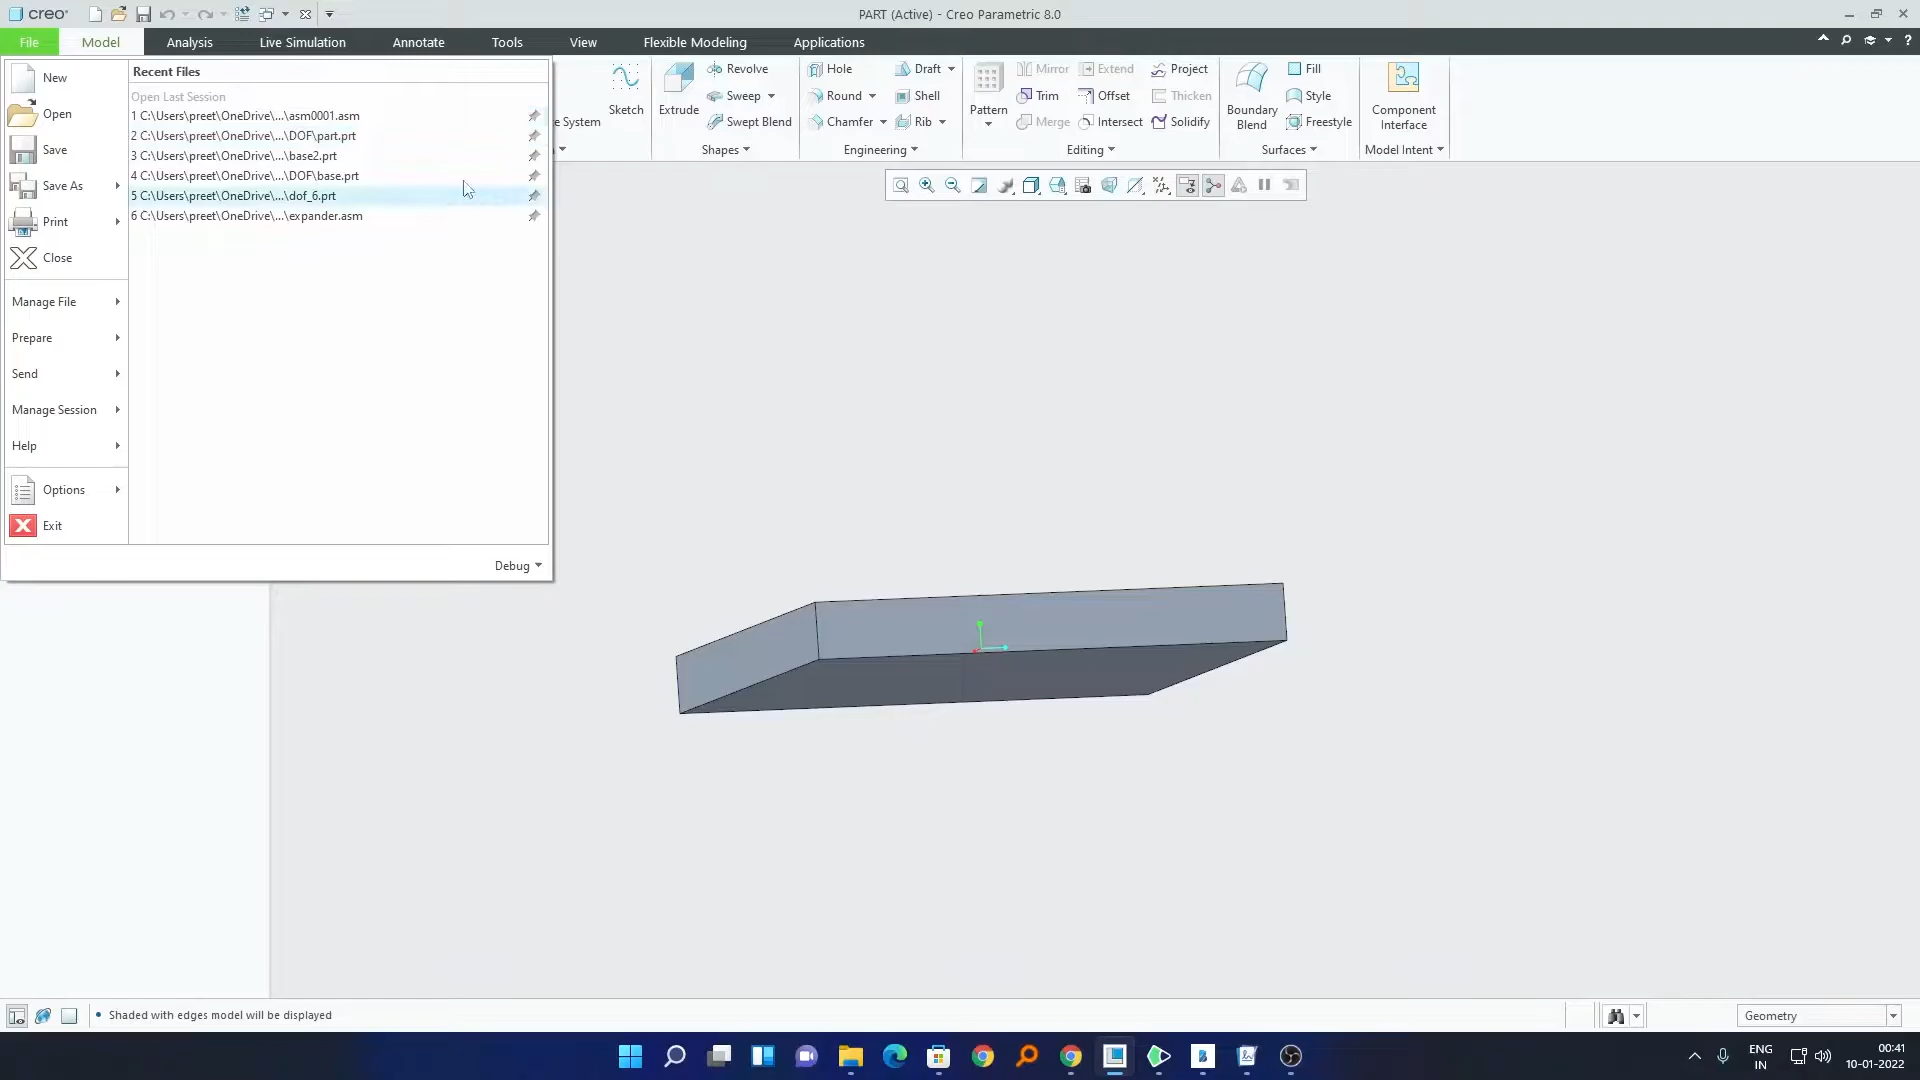 creo
PART (Active) - Creo Parametric 8.0
File
Model
Analysis
Live Simulation
Annotate
Tools
View
Flexible Modeling
Applications
New
Open
Save
Save As
Print
Close
Manage File
Prepare
Send
Manage Session
Help
Options
Exit
Recent Files
Open Last Session
1 C:\Users\preet\OneDrive\...\asm0001.asm
2 C:\Users\preet\OneDrive\...\DOF\part.prt
3 C:\Users\preet\OneDrive\...\base2.prt
4 C:\Users\preet\OneDrive\...\DOF\base.prt
5 C:\Users\preet\OneDrive\...\dof_6.prt
6 C:\Users\preet\OneDrive\...\expander.asm
Debug
e System
Sketch
Extrude
Revolve
Sweep
Swept Blend
Shapes
Hole
Round
Chamfer
Draft
Shell
Rib
Engineering
Pattern
Mirror
Trim
Merge
Extend
Offset
Intersect
Project
Thicken
Solidify
Editing
Boundary
Blend
Fill
Style
Freestyle
Surfaces
Component
Interface
Model Intent
Shaded with edges model will be displayed
Geometry
ENG
IN
00:41
10-01-2022